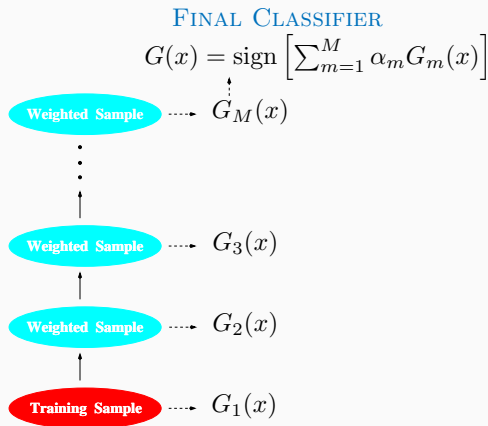 FINAL CLASSIFIER
G(x) = sign [∑_{m=1}^{M} α_m G_m(x)]
Weighted Sample G_M(x)
Weighted Sample G_3(x)
Weighted Sample G_2(x)
Training Sample G_1(x)